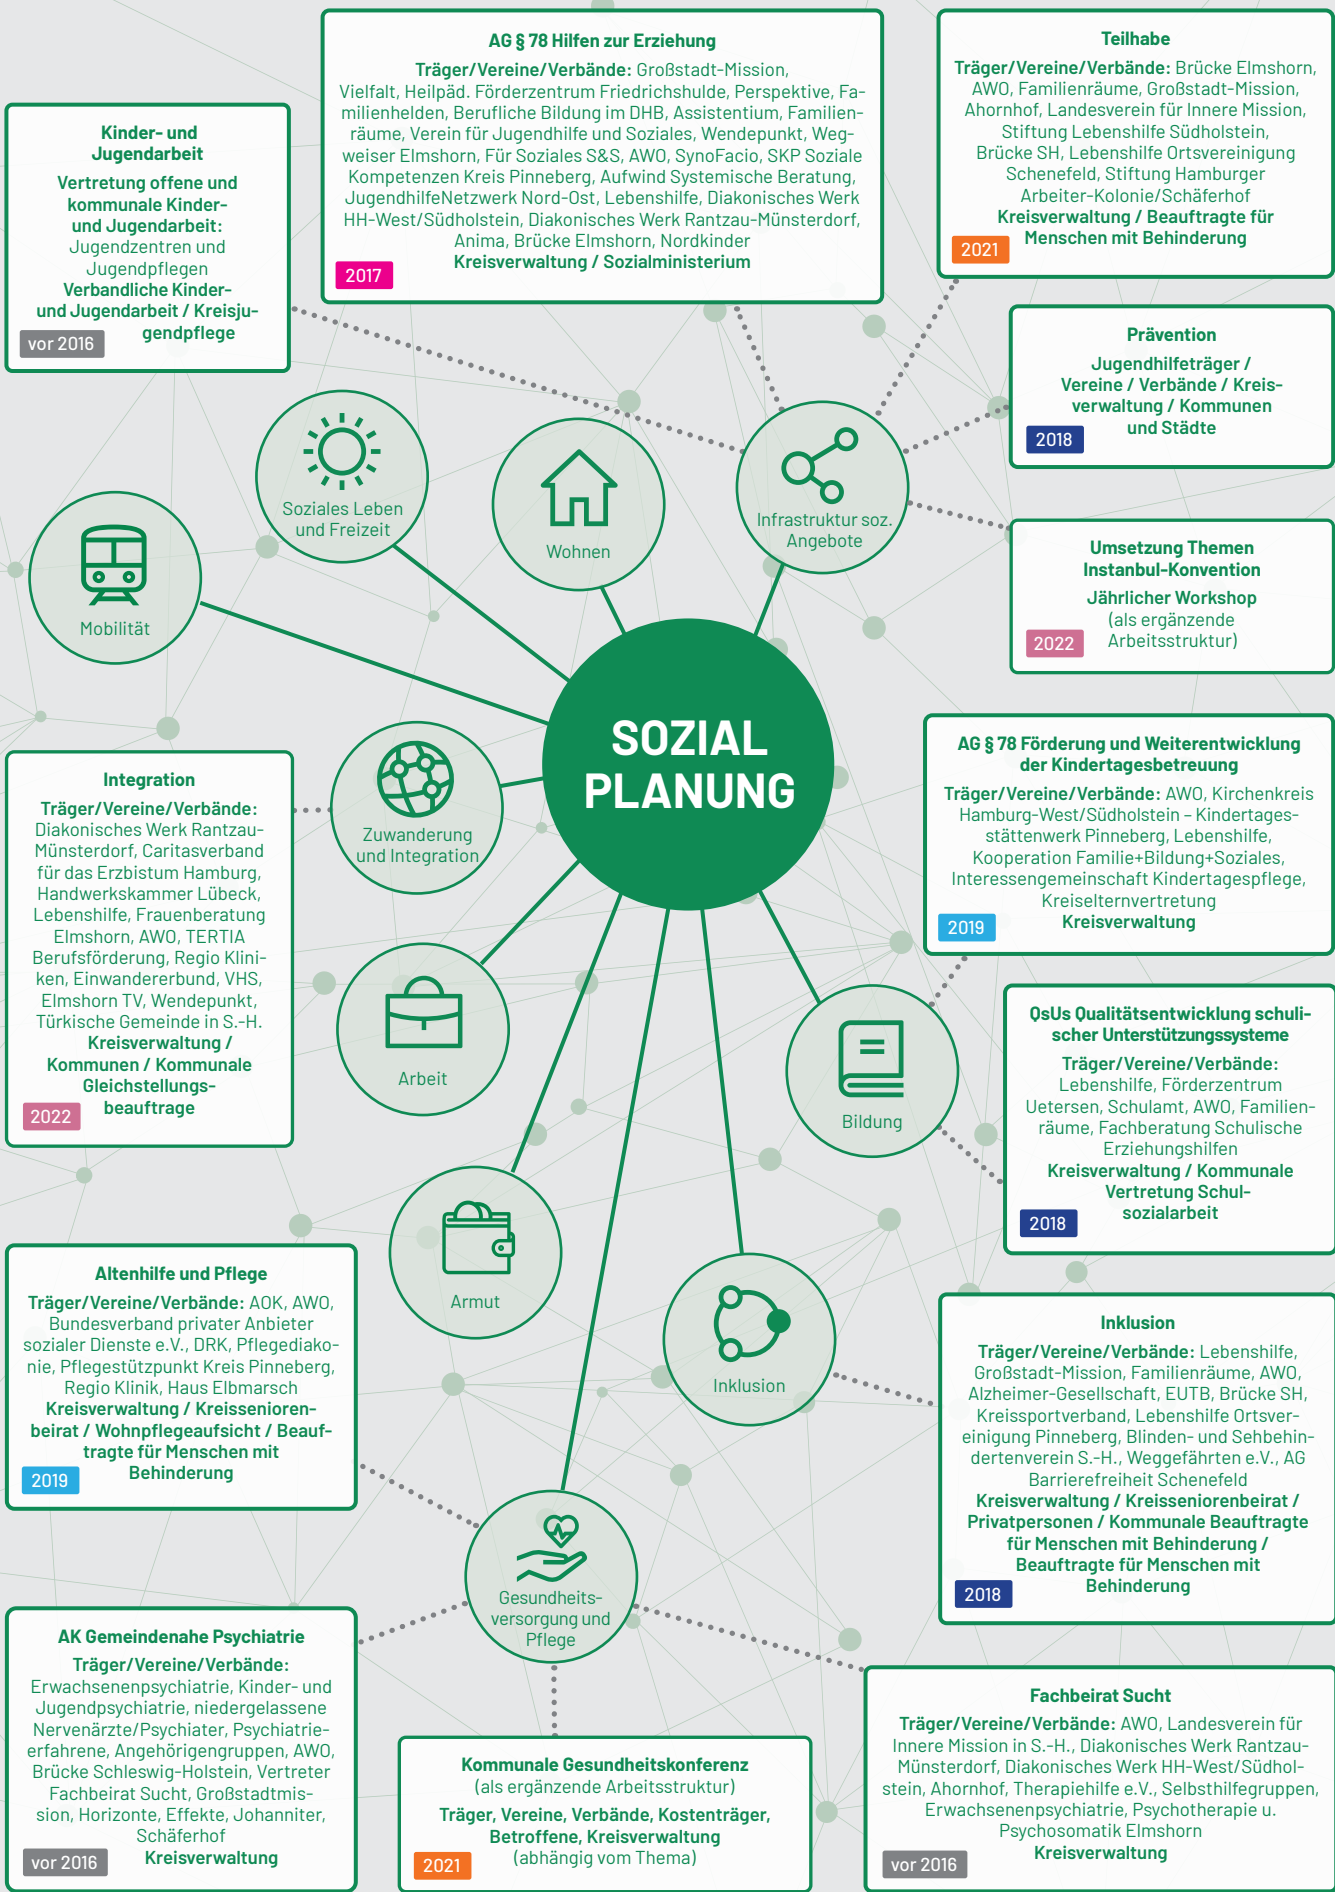 AG § 78 Hilfen zur Erziehung
Träger/Vereine/Verbände: Großstadt-Mission,
Vielfalt, Heilpäd. Förderzentrum Friedrichshulde, Perspektive, Fa-
milienhelden, Berufliche Bildung im DHB, Assistentium, Familien-
räume, Verein für Jugendhilfe und Soziales, Wendepunkt, Weg-
weiser Elmshorn, Für Soziales S&S, AWO, SynoFacio, SKP Soziale
Kompetenzen Kreis Pinneberg, Aufwind Systemische Beratung,
JugendhilfeNetzwerk Nord-Ost, Lebenshilfe, Diakonisches Werk
HH-West/Südholstein, Diakonisches Werk Rantzau-Münsterdorf,
Anima, Brücke Elmshorn, Nordkinder
Kreisverwaltung / Sozialministerium
2017
Teilhabe
Träger/Vereine/Verbände: Brücke Elmshorn,
AWO, Familienräume, Großstadt-Mission,
Ahornhof, Landesverein für Innere Mission,
Stiftung Lebenshilfe Südholstein,
Brücke SH, Lebenshilfe Ortsvereinigung
Schenefeld, Stiftung Hamburger
Arbeiter-Kolonie/Schäferhof
Kreisverwaltung / Beauftragte für
Menschen mit Behinderung
2021
Kinder- und
Jugendarbeit
Vertretung offene und
kommunale Kinder-
und Jugendarbeit:
Jugendzentren und
Jugendpflegen
Verbandliche Kinder-
und Jugendarbeit / Kreisju-
gendpflege
vor 2016
Prävention
Jugendhilfeträger /
Vereine / Verbände / Kreis-
verwaltung / Kommunen
und Städte
2018
Soziales Leben
und Freizeit
Wohnen
Infrastruktur soz.
Angebote
Mobilität
Umsetzung Themen
Instanbul-Konvention
Jährlicher Workshop
(als ergänzende
Arbeitsstruktur)
2022
SOZIAL
PLANUNG
AG § 78 Förderung und Weiterentwicklung
der Kindertagesbetreuung
Träger/Vereine/Verbände: AWO, Kirchenkreis
Hamburg-West/Südholstein – Kindertages-
stättenwerk Pinneberg, Lebenshilfe,
Kooperation Familie+Bildung+Soziales,
Interessengemeinschaft Kindertagespflege,
Kreiselternvertretung
Kreisverwaltung
2019
Integration
Träger/Vereine/Verbände:
Diakonisches Werk Rantzau-
Münsterdorf, Caritasverband
für das Erzbistum Hamburg,
Handwerkskammer Lübeck,
Lebenshilfe, Frauenberatung
Elmshorn, AWO, TERTIA
Berufsförderung, Regio Klini-
ken, Einwandererbund, VHS,
Elmshorn TV, Wendepunkt,
Türkische Gemeinde in S.-H.
Kreisverwaltung /
Kommunen / Kommunale
Gleichstellungs-
beauftrage
2022
Zuwanderung
und Integration
Arbeit
Bildung
QsUs Qualitätsentwicklung schuli-
scher Unterstützungssysteme
Träger/Vereine/Verbände:
Lebenshilfe, Förderzentrum
Uetersen, Schulamt, AWO, Familien-
räume, Fachberatung Schulische
Erziehungshilfen
Kreisverwaltung / Kommunale
Vertretung Schul-
sozialarbeit
2018
Armut
Inklusion
Altenhilfe und Pflege
Träger/Vereine/Verbände: AOK, AWO,
Bundesverband privater Anbieter
sozialer Dienste e.V., DRK, Pflegediako-
nie, Pflegestützpunkt Kreis Pinneberg,
Regio Klinik, Haus Elbmarsch
Kreisverwaltung / Kreissenioren-
beirat / Wohnpflegeaufsicht / Beauf-
tragte für Menschen mit
Behinderung
2019
Inklusion
Träger/Vereine/Verbände: Lebenshilfe,
Großstadt-Mission, Familienräume, AWO,
Alzheimer-Gesellschaft, EUTB, Brücke SH,
Kreissportverband, Lebenshilfe Ortsver-
einigung Pinneberg, Blinden- und Sehbehin-
dertenverein S.-H., Weggefährten e.V., AG
Barrierefreiheit Schenefeld
Kreisverwaltung / Kreisseniorenbeirat /
Privatpersonen / Kommunale Beauftragte
für Menschen mit Behinderung /
Beauftragte für Menschen mit
Behinderung
2018
Gesundheits-
versorgung und
Pflege
AK Gemeindenahe Psychiatrie
Träger/Vereine/Verbände:
Erwachsenenpsychiatrie, Kinder- und
Jugendpsychiatrie, niedergelassene
Nervenärzte/Psychiater, Psychiatrie-
erfahrene, Angehörigengruppen, AWO,
Brücke Schleswig-Holstein, Vertreter
Fachbeirat Sucht, Großstadtmis-
sion, Horizonte, Effekte, Johanniter,
Schäferhof
Kreisverwaltung
vor 2016
Kommunale Gesundheitskonferenz
(als ergänzende Arbeitsstruktur)
Träger, Vereine, Verbände, Kostenträger,
Betroffene, Kreisverwaltung
(abhängig vom Thema)
2021
Fachbeirat Sucht
Träger/Vereine/Verbände: AWO, Landesverein für
Innere Mission in S.-H., Diakonisches Werk Rantzau-
Münsterdorf, Diakonisches Werk HH-West/Südhol-
stein, Ahornhof, Therapiehilfe e.V., Selbsthilfegruppen,
Erwachsenenpsychiatrie, Psychotherapie u.
Psychosomatik Elmshorn
Kreisverwaltung
vor 2016